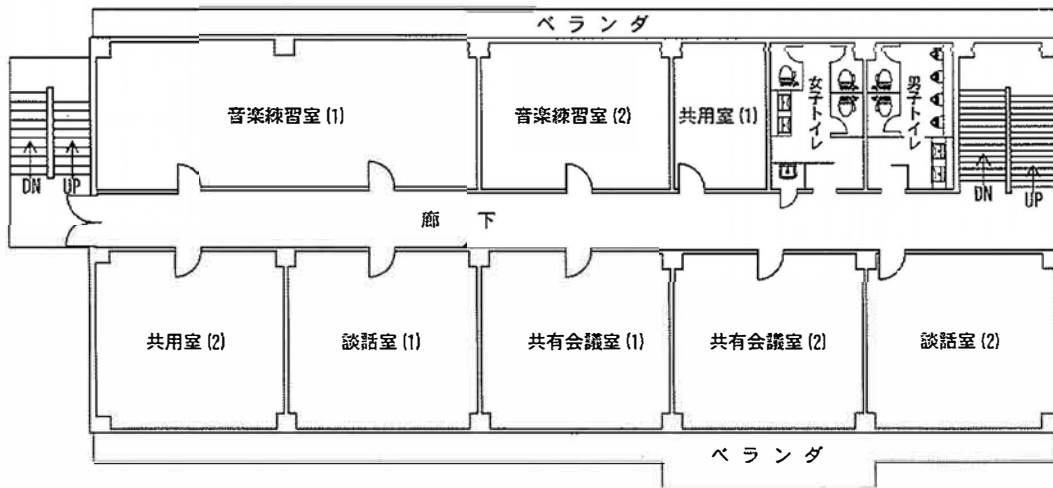 ベランダ
音楽練習室(1)
音楽練習室(2)
共用室(1)
女子トイレ
男子トイレ
DN
UP
DN
UP
廊下
共用室(2)
談話室(1)
共有会議室(1)
共有会議室(2)
談話室(2)
ベランダ